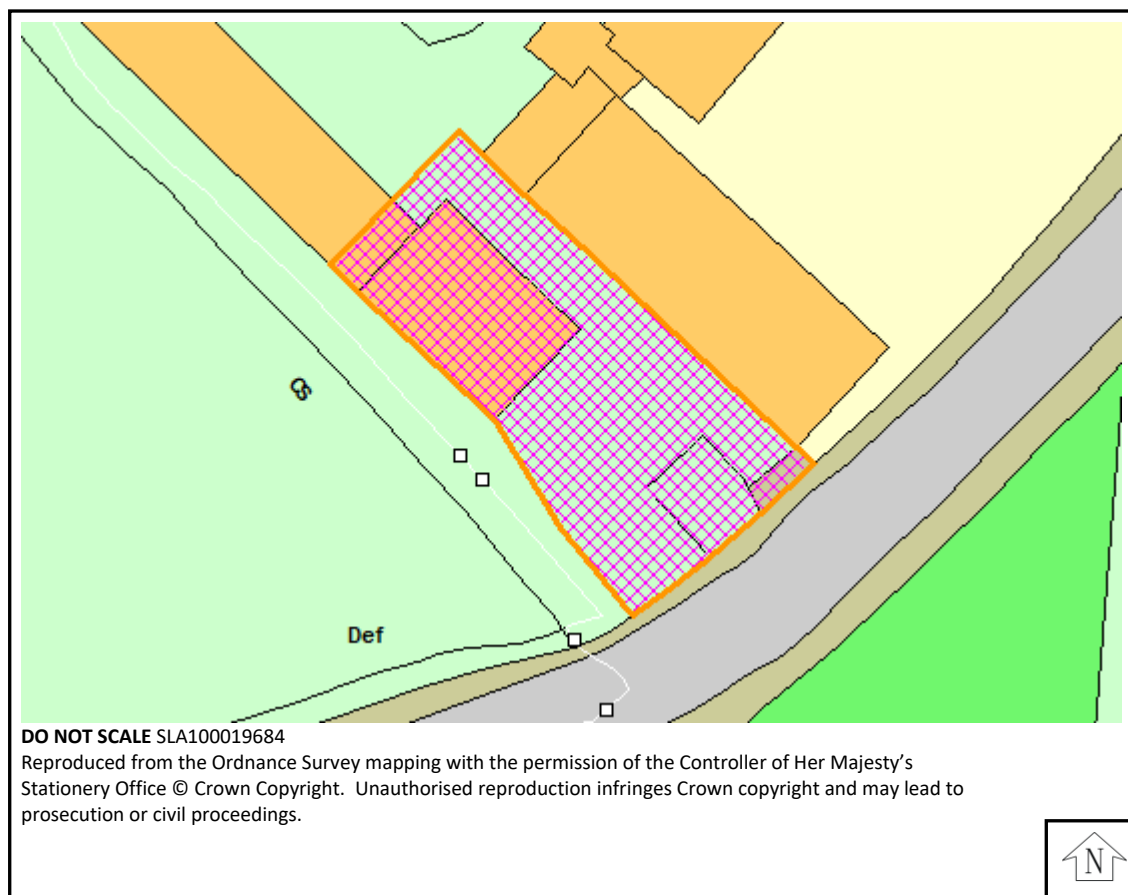 CS
Def
DO NOT SCALE SLA100019684
Reproduced from the Ordnance Survey mapping with the permission of the Controller of Her Majesty's
Stationery Office © Crown Copyright. Unauthorised reproduction infringes Crown copyright and may lead to
prosecution or civil proceedings.
N